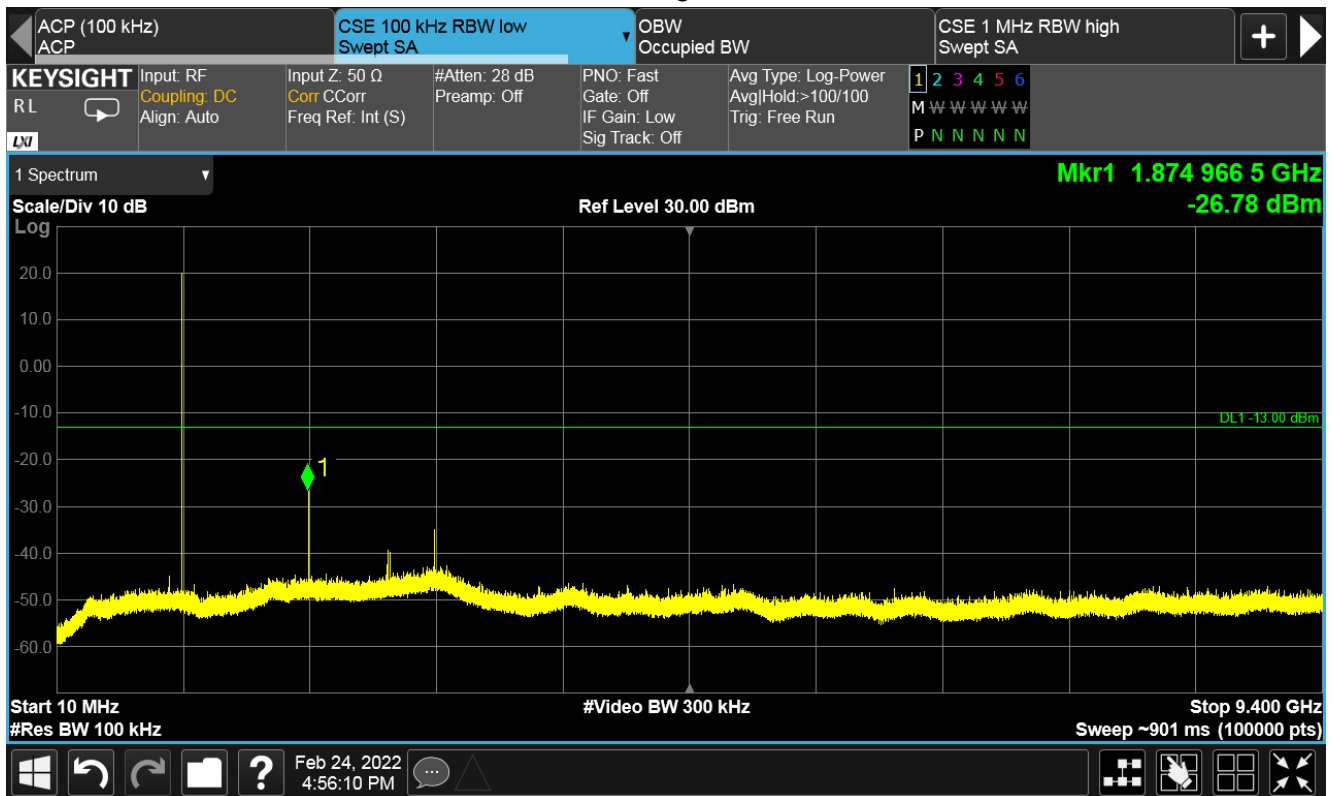 ACP (100 kHz)
ACP
CSE 100 kHz RBW low
Swept SA
OBW
Occupied BW
CSE 1 MHz RBW high
Swept SA
+
KEYSIGHT
R L
LXI
Input: RF
Coupling: DC
Align: Auto
Input Z: 50 Ω
Corr CCorr
Freq Ref: Int (S)
#Atten: 28 dB
Preamp: Off
PNO: Fast
Gate: Off
IF Gain: Low
Sig Track: Off
Avg Type: Log-Power
Avg|Hold:>100/100
Trig: Free Run
1 2 3 4 5 6
M W W W W W
P N N N N N
1 Spectrum
Mkr1 1.874 966 5 GHz
Scale/Div 10 dB
Ref Level 30.00 dBm
-26.78 dBm
Log
20.0
10.0
0.00
-10.0
DL1 -13.00 dBm
-20.0
1
-30.0
-40.0
-50.0
-60.0
Start 10 MHz
#Video BW 300 kHz
Stop 9.400 GHz
#Res BW 100 kHz
Sweep ~901 ms (100000 pts)
?
Feb 24, 2022
4:56:10 PM